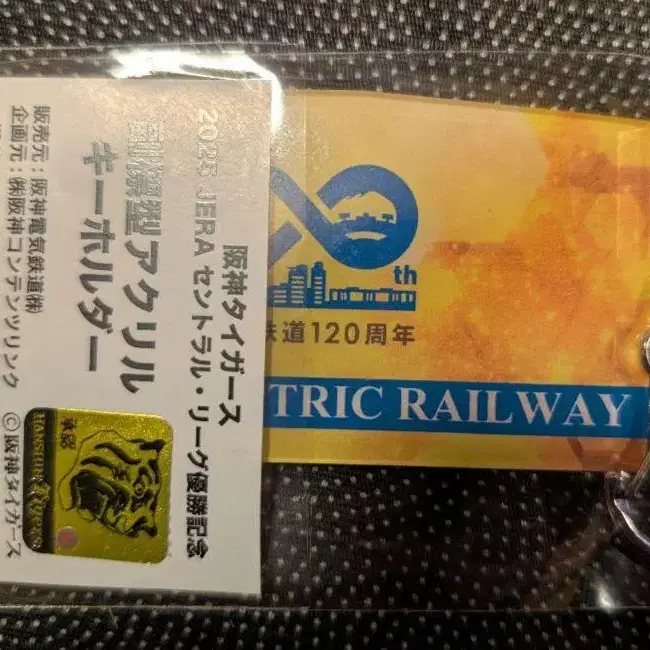 阪神タイガース
2025 JERA セントラル・リーグ優勝記念
副標型アクリル
キーホルダー
販売元：阪神電気鉄道㈱
企画元：㈱阪神コンテンツリンク
©阪神タイガース
承認
HANSHIN Tigers
th
鉄道120周年
TRIC RAILWAY